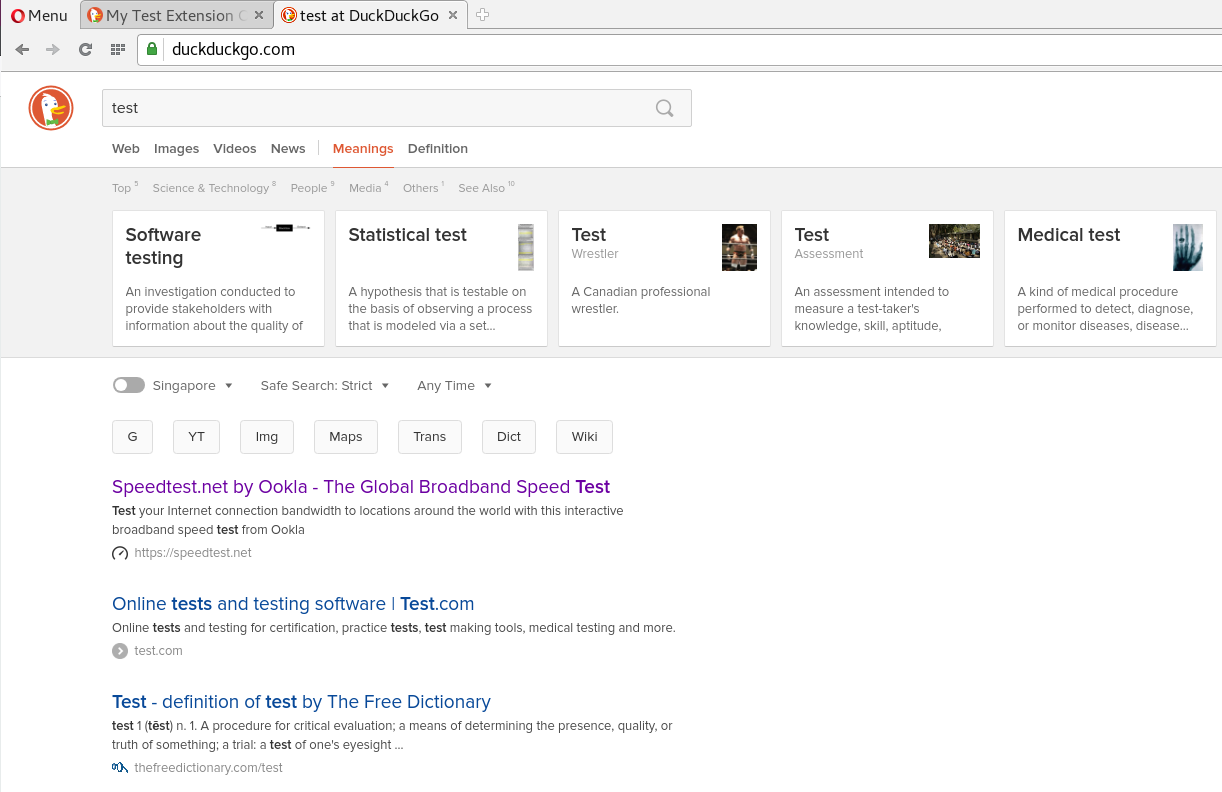 Menu
My Test Extension
test at DuckDuckGo
duckduckgo.com
test
Web Images Videos News Meanings Definition
Top 5 Science & Technology 8 People 9 Media 4 Others 1 See Also 10
Software
testing
An investigation conducted to
provide stakeholders with
information about the quality of
Statistical test
A hypothesis that is testable on
the basis of observing a process
that is modeled via a set...
Test
Wrestler
A Canadian professional
wrestler.
Test
Assessment
An assessment intended to
measure a test-taker's
knowledge, skill, aptitude,
Medical test
A kind of medical procedure
performed to detect, diagnose,
or monitor diseases, disease...
Singapore Safe Search: Strict Any Time
G YT Img Maps Trans Dict Wiki
Speedtest.net by Ookla - The Global Broadband Speed Test
Test your Internet connection bandwidth to locations around the world with this interactive
broadband speed test from Ookla
https://speedtest.net
Online tests and testing software | Test.com
Online tests and testing for certification, practice tests, test making tools, medical testing and more.
test.com
Test - definition of test by The Free Dictionary
test 1 (tĕst) n. 1. A procedure for critical evaluation; a means of determining the presence, quality, or
truth of something; a trial: a test of one's eyesight ...
thefreedictionary.com/test